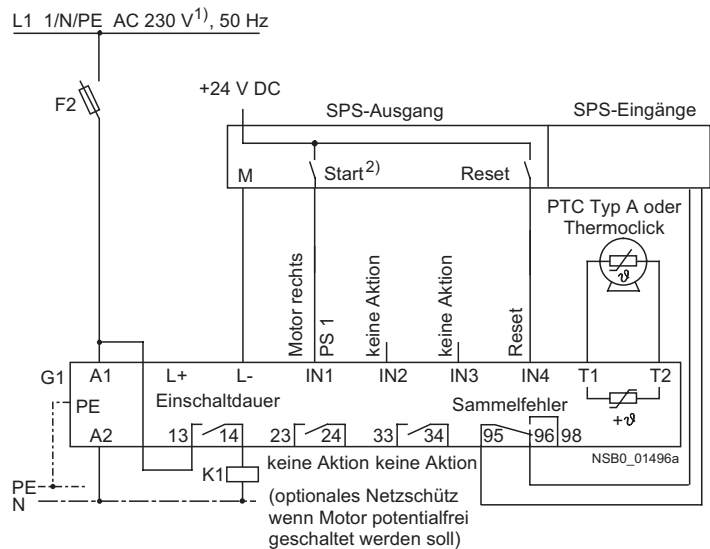 L1 1/N/PE AC 230 V1), 50 Hz
F2
+24 V DC
SPS-Ausgang
SPS-Eingänge
M
Start2)
Reset
PTC Typ A oder
Thermoclick
ϑ
Motor rechts
PS 1
keine Aktion
keine Aktion
Reset
G1
A1 L+ L- IN1 IN2 IN3 IN4 T1 T2
PE
Einschaltdauer
Sammelfehler
+ϑ
A2 13 14 23 24 33 34 95 96 98
NSB0_01496a
K1
keine Aktion keine Aktion
PE
N
(optionales Netzschütz
wenn Motor potentialfrei
geschaltet werden soll)